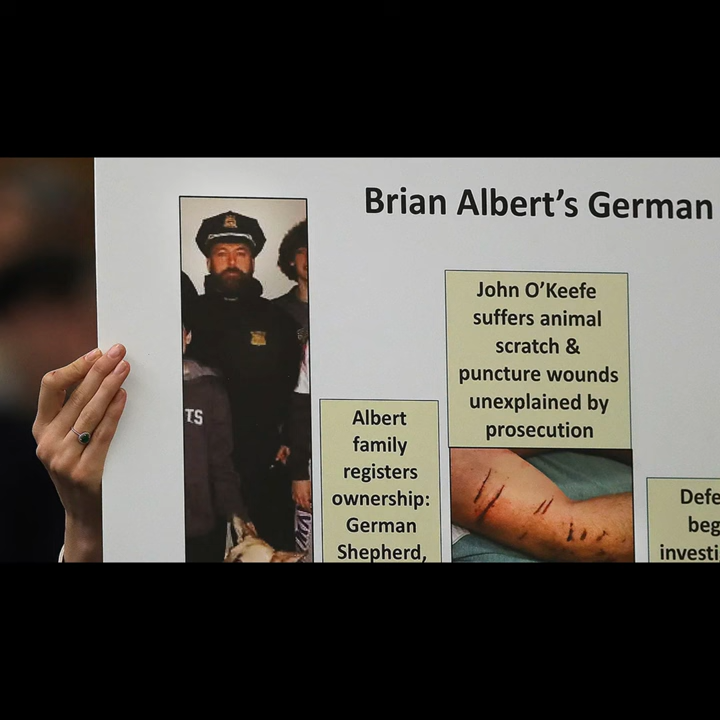 Brian Albert's German
John O'Keefe
suffers animal
scratch &
puncture wounds
unexplained by
prosecution
Albert
family
registers
ownership:
German
Shepherd,
Defe
beg
investi
TS